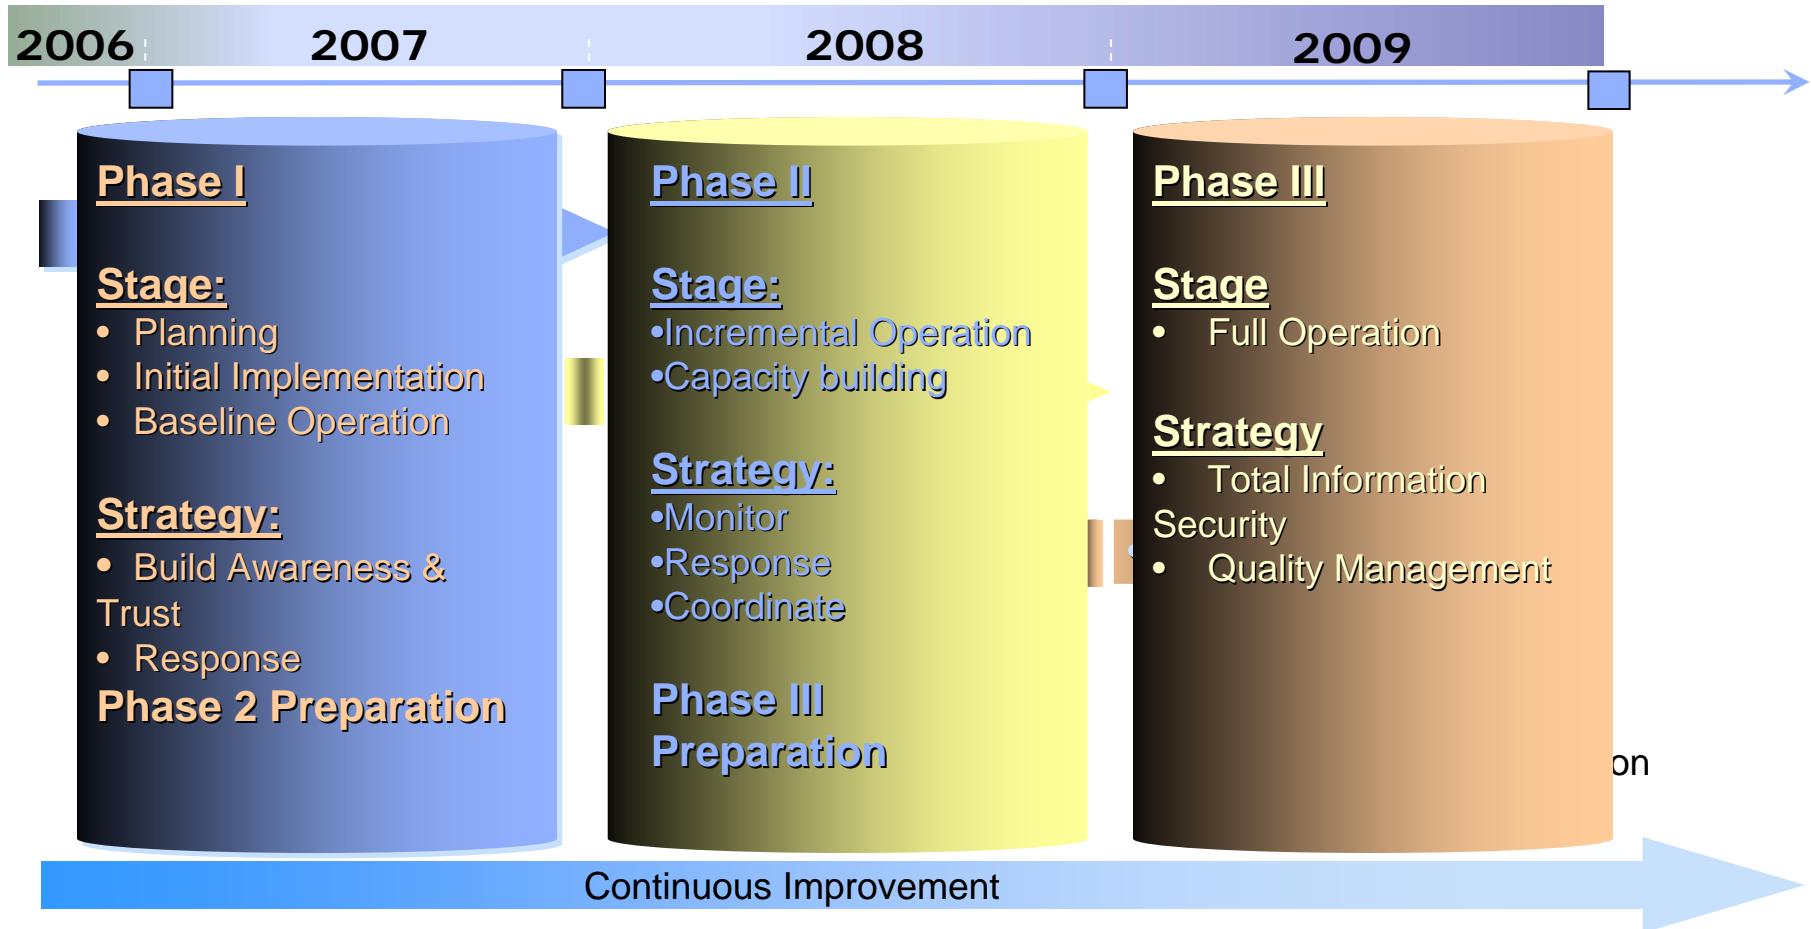 2006 2007 2008 2009
Phase I
Stage:
• Planning
• Initial Implementation
• Baseline Operation
Strategy:
• Build Awareness &
Trust
• Response
Phase 2 Preparation
Phase II
Stage:
•Incremental Operation
•Capacity building
Strategy:
•Monitor
•Response
•Coordinate
Phase III
Preparation
Phase III
Stage
• Full Operation
Strategy
• Total Information
Security
• Quality Management
on
Continuous Improvement